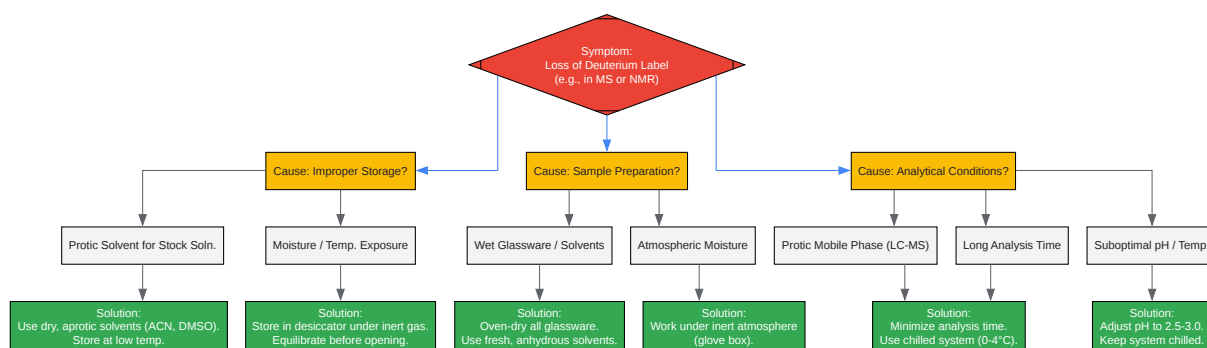 Symptom:
Loss of Deuterium Label
(e.g., in MS or NMR)
Cause: Improper Storage?
Cause: Sample Preparation?
Cause: Analytical Conditions?
Protic Solvent for Stock Soln.
Moisture / Temp. Exposure
Wet Glassware / Solvents
Atmospheric Moisture
Protic Mobile Phase (LC-MS)
Long Analysis Time
Suboptimal pH / Temp
Solution:
Use dry, aprotic solvents (ACN, DMSO).
Store at low temp.
Solution:
Store in desiccator under inert gas.
Equilibrate before opening.
Solution:
Oven-dry all glassware.
Use fresh, anhydrous solvents.
Solution:
Work under inert atmosphere
(glove box).
Solution:
Minimize analysis time.
Use chilled system (0-4°C).
Solution:
Adjust pH to 2.5-3.0.
Keep system chilled.